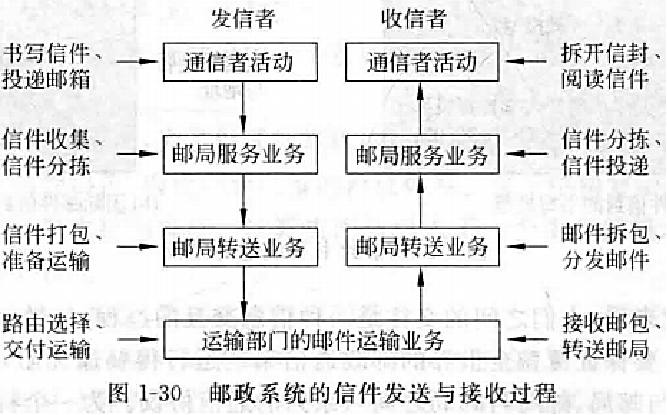 发信者 收信者
书写信件、
投递邮箱
通信者活动 通信者活动
拆开信封、
阅读信件
信件收集、
信件分拣
邮局服务业务 邮局服务业务
信件分拣、
信件投递
信件打包、
准备运输
邮局转送业务 邮局转送业务
邮件拆包、
分发邮件
路由选择、
交付运输
运输部门的邮件运输业务
接收邮包、
转送邮局
图 1-30 邮政系统的信件发送与接收过程